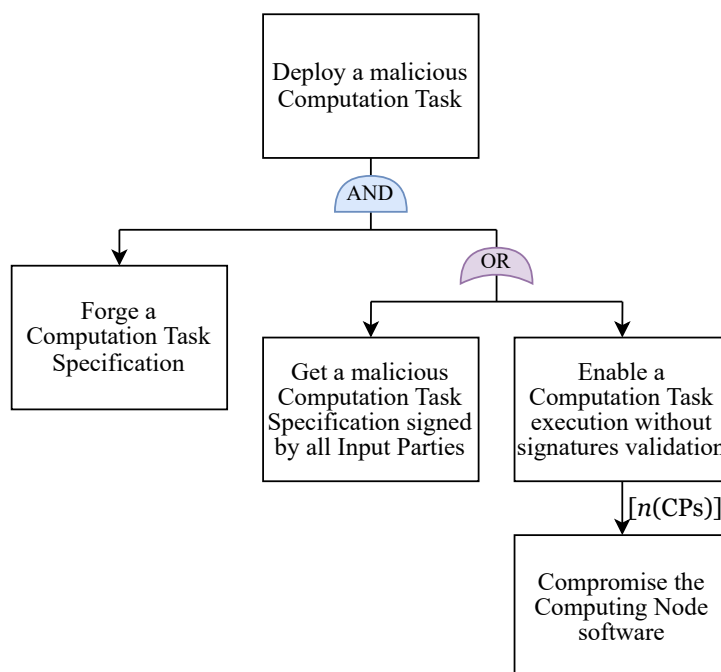 Deploy a malicious
Computation Task
AND
OR
Forge a
Computation Task
Specification
Get a malicious
Computation Task
Specification signed
by all Input Parties
Enable a
Computation Task
execution without
signatures validation
[n(CPs)]
Compromise the
Computing Node
software